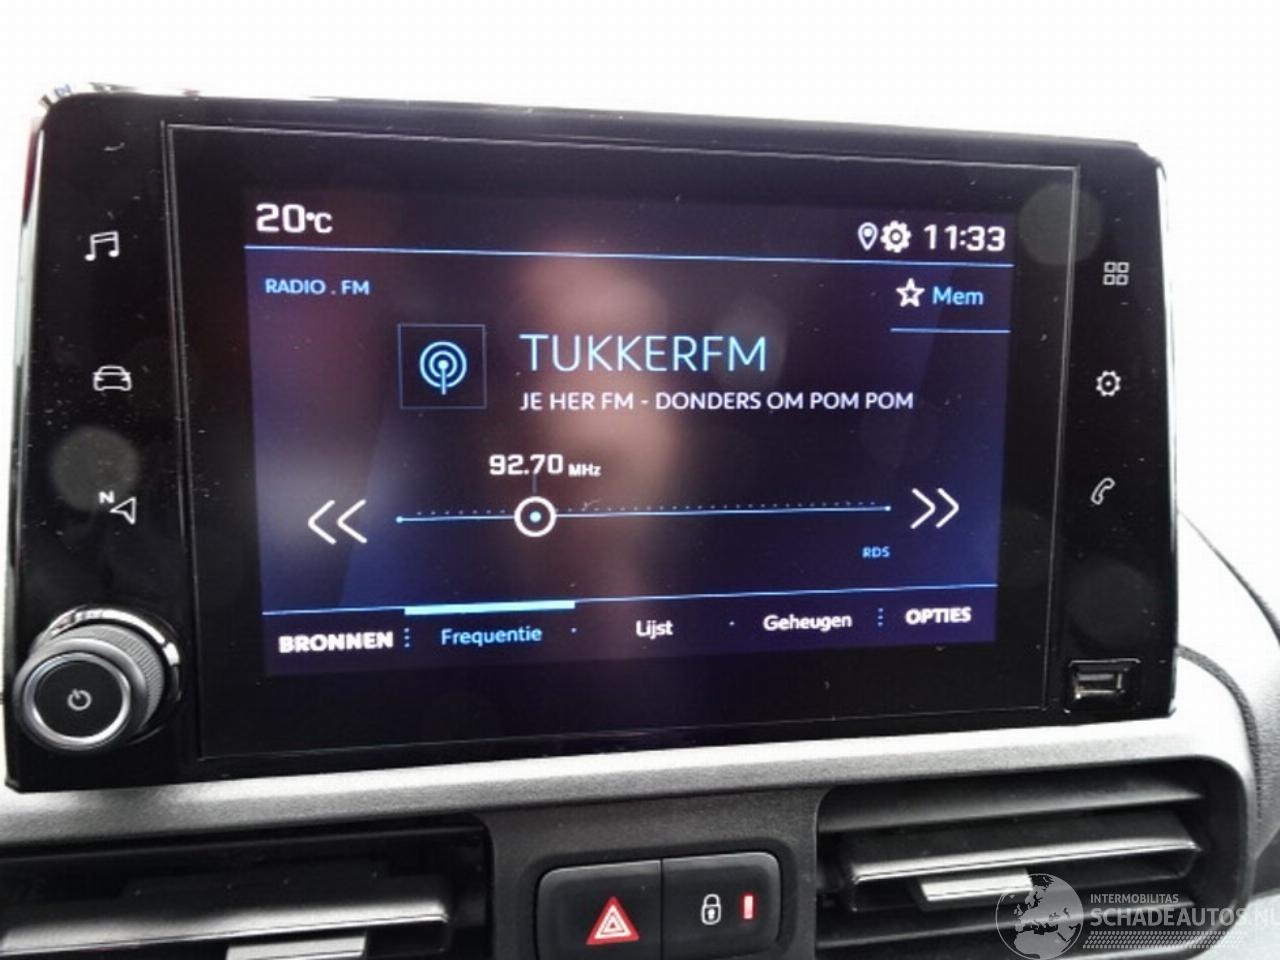 20°C
11:33
RADIO . FM
Mem
TUKKERFM
JE HER FM - DONDERS OM POM POM
92.70 MHz
N
RDS
BRONNEN
Frequentie
Lijst
Geheugen
OPTIES
INTERMOBILITAS
SCHADEAUTOS.NL